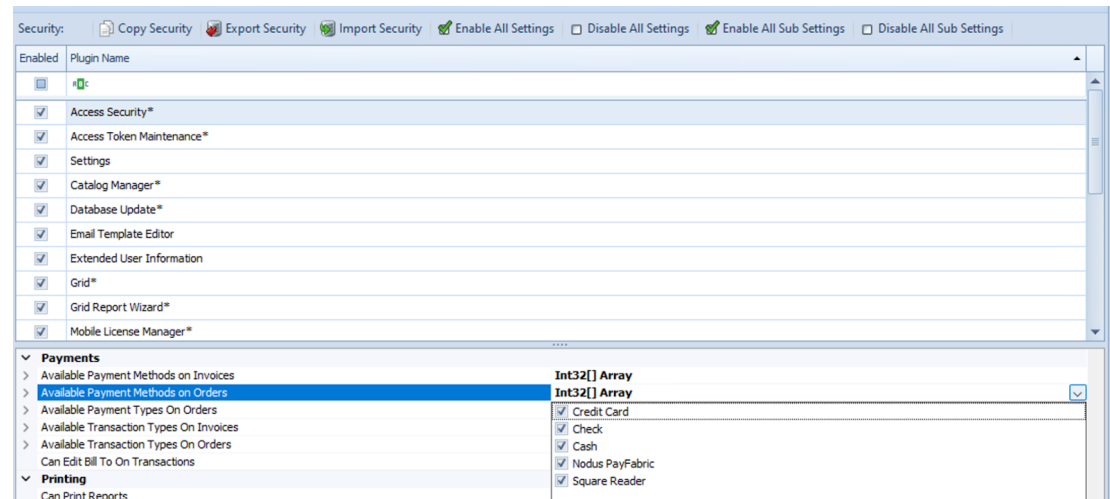 Security: Copy Security Export Security Import Security Enable All Settings Disable All Settings Enable All Sub Settings Disable All Sub Settings
Enabled Plugin Name
Access Security*
Access Token Maintenance*
Settings
Catalog Manager*
Database Update*
Email Template Editor
Extended User Information
Grid*
Grid Report Wizard*
Mobile License Manager*
Payments
Available Payment Methods on Invoices Int32[] Array
Available Payment Methods on Orders Int32[] Array
Available Payment Types On Orders Credit Card
Available Transaction Types On Invoices Check
Available Transaction Types On Orders Cash
Can Edit Bill To On Transactions Nodus PayFabric
Printing Square Reader
Can Print Reports